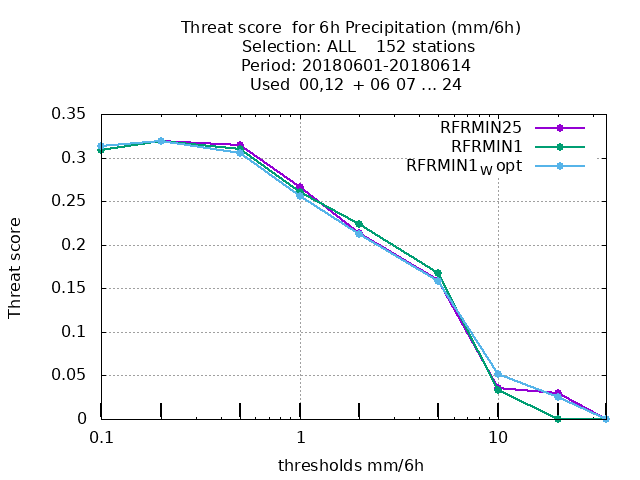 Threat score  for 6h Precipitation (mm/6h)
Selection: ALL    152 stations
Period: 20180601-20180614
Used  00,12  + 06 07 ... 24
RFRMIN25
RFRMIN1
RFRMIN1W opt
Threat score
0.35
0.3
0.25
0.2
0.15
0.1
0.05
0
0.1 1 10
thresholds mm/6h